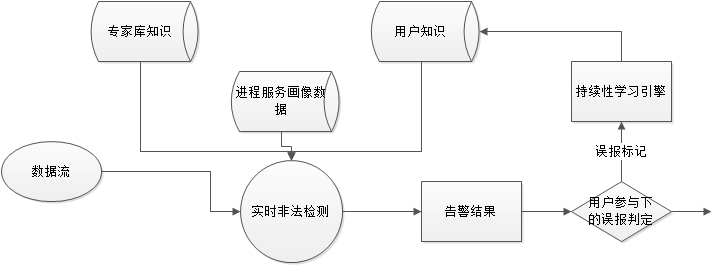 专家库知识
用户知识
进程服务画像数
据
持续性学习引擎
误报标记
数据流
实时非法检测
告警结果
用户参与下
的误报判定